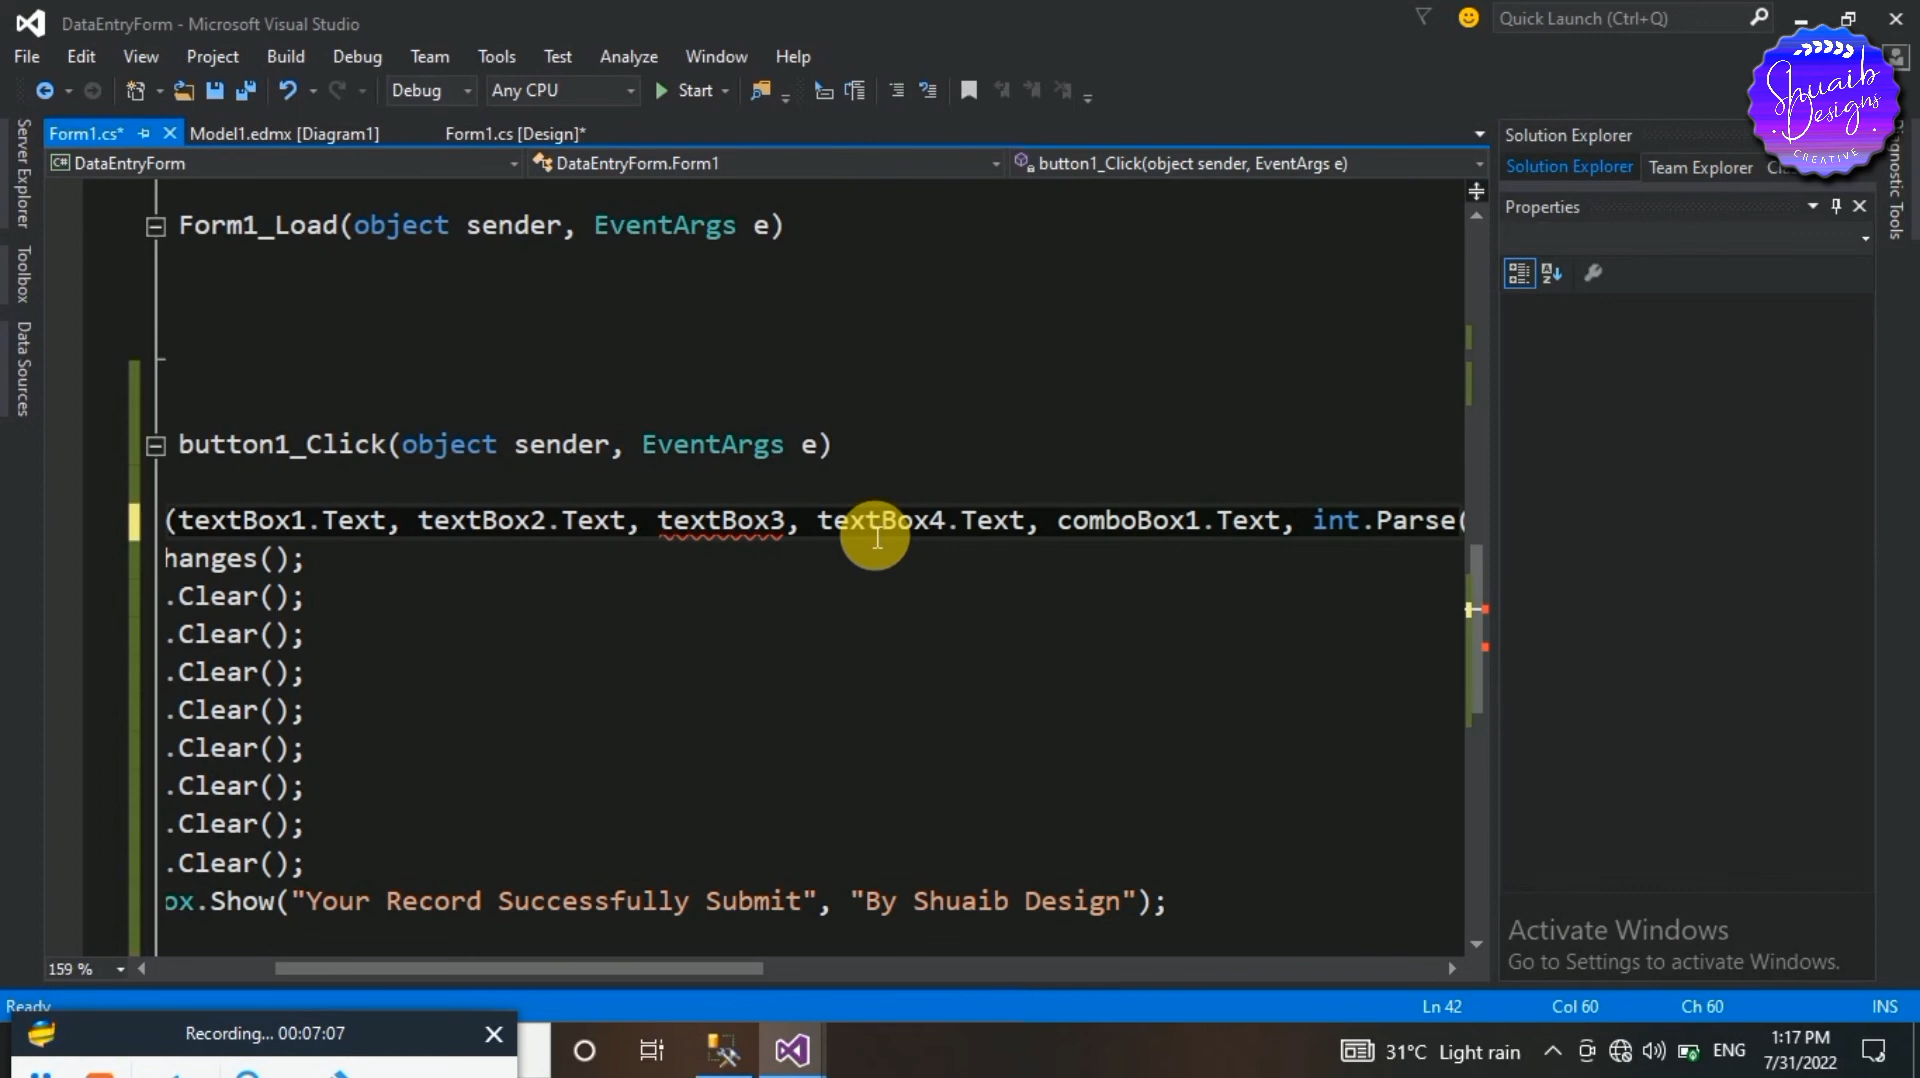 DataEntryForm - Microsoft Visual Studio
Quick Launch (Ctrl+Q)
File Edit View Project Build Debug Team Tools Test Analyze Window Help
Debug Any CPU Start
Shuaib
Designs
CREATIVE
Form1.cs* Model1.edmx [Diagram1] Form1.cs [Design]*
C# DataEntryForm DataEntryForm.Form1 button1_Click(object sender, EventArgs e)
Server Explorer
Toolbox
Data Sources
Solution Explorer
Solution Explorer Team Explorer
Properties
Form1_Load(object sender, EventArgs e)
button1_Click(object sender, EventArgs e)
(textBox1.Text, textBox2.Text, textBox3, textBox4.Text, comboBox1.Text, int.Parse(
hanges();
.Clear();
.Clear();
.Clear();
.Clear();
.Clear();
.Clear();
.Clear();
.Clear();
ox.Show("Your Record Successfully Submit", "By Shuaib Design");
Activate Windows
Go to Settings to activate Windows.
159 %
Ready
Ln 42 Col 60 Ch 60 INS
Recording... 00:07:07
31°C Light rain ENG
1:17 PM
7/31/2022